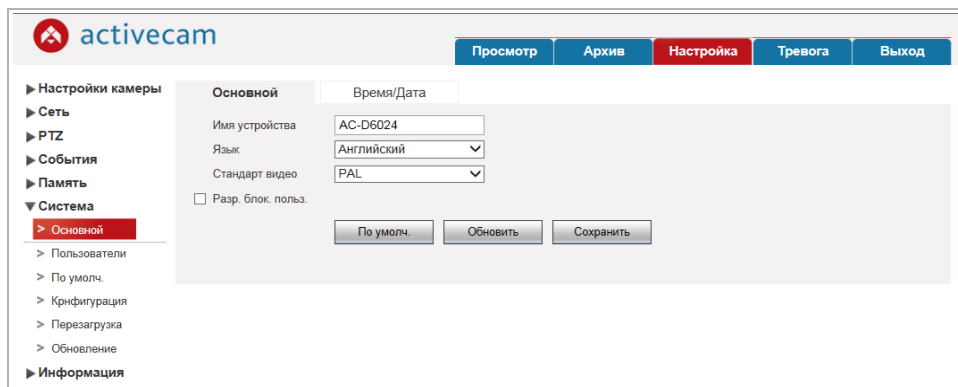 activecam
Просмотр Архив Настройка Тревога Выход
Настройки камеры
Сеть
PTZ
События
Память
Система
> Основной
> Пользователи
> По умолч.
> Крнфигурация
> Перезагрузка
> Обновление
Информация
Основной Время/Дата
Имя устройства AC-D6024
Язык Английский
Стандарт видео PAL
Разр. блок. польз.
По умолч. Обновить Сохранить